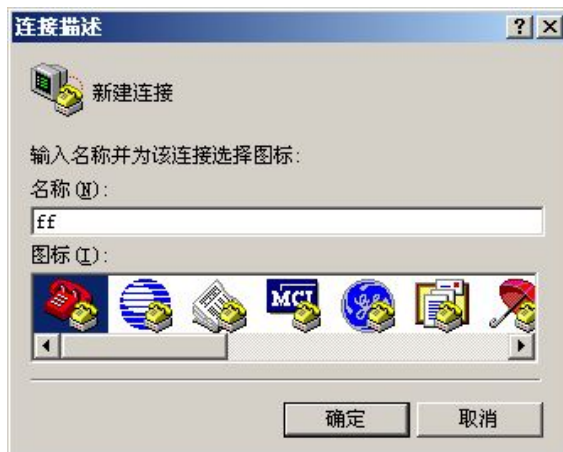 连接描述
新建连接
输入名称并为该连接选择图标:
名称(N):
ff
图标(I):
MCI
确定
取消